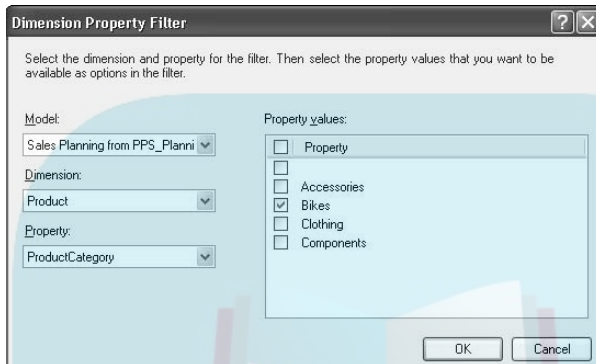 Dimension Property Filter
Select the dimension and property for the filter. Then select the property values that you want to be
available as options in the filter.
Model:
Sales Planning from PPS_Planni
Dimension:
Product
Property:
ProductCategory
Property values:
Property
Accessories
Bikes
Clothing
Components
OK
Cancel